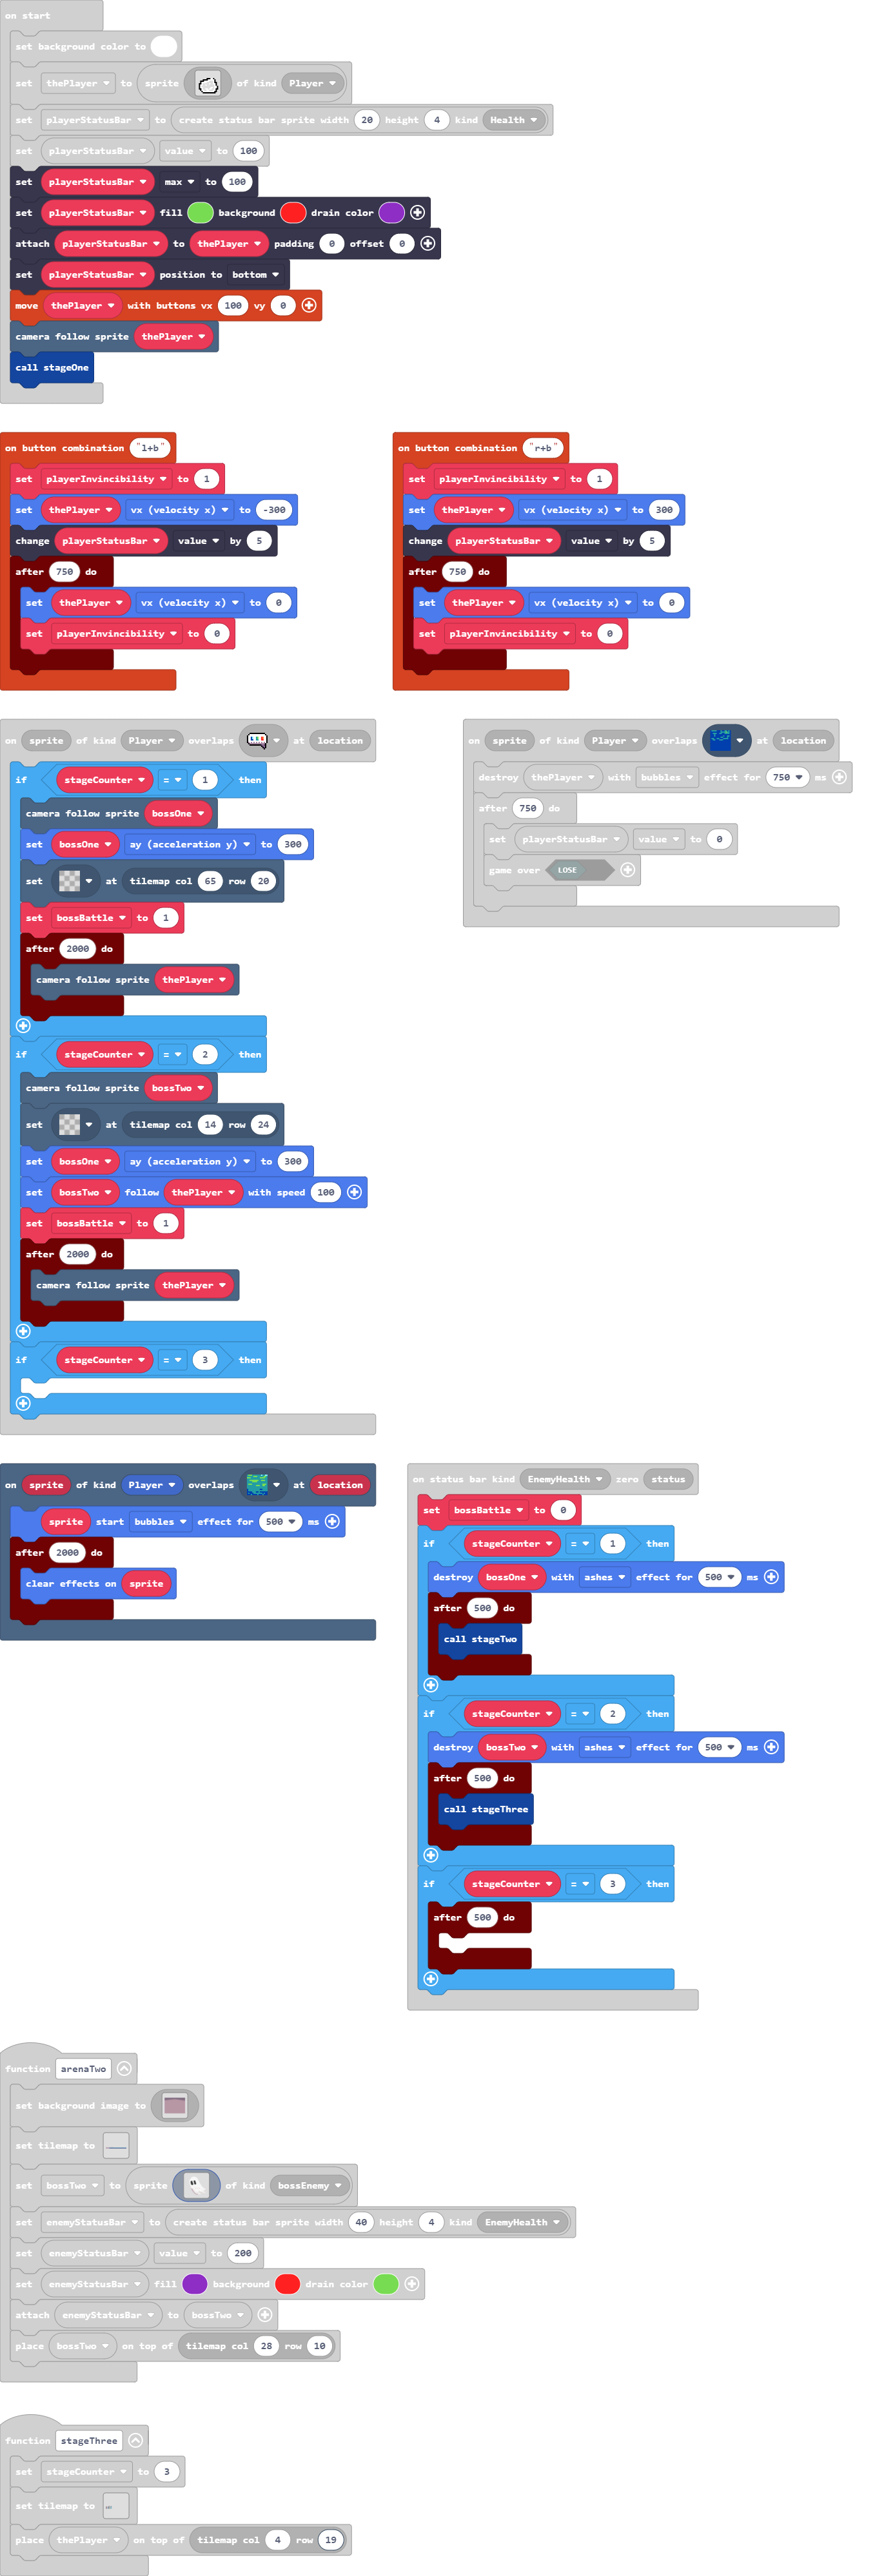 on start
set background color to
set thePlayer to sprite of kind Player
set playerStatusBar to create status bar sprite width 20 height 4 kind Health
set playerStatusBar value to 100
set playerStatusBar max to 100
set playerStatusBar fill background drain color
attach playerStatusBar to thePlayer padding 0 offset 0
set playerStatusBar position to bottom
move thePlayer with buttons vx 100 vy 0
camera follow sprite thePlayer
call stageOne
on button combination "l+b"
set playerInvincibility to 1
set thePlayer vx (velocity x) to -300
change playerStatusBar value by 5
after 750 do
set thePlayer vx (velocity x) to 0
set playerInvincibility to 0
on button combination "r+b"
set playerInvincibility to 1
set thePlayer vx (velocity x) to 300
change playerStatusBar value by 5
after 750 do
set thePlayer vx (velocity x) to 0
set playerInvincibility to 0
on sprite of kind Player overlaps at location
if stageCounter = 1 then
camera follow sprite bossOne
set bossOne ay (acceleration y) to 300
set at tilemap col 65 row 20
set bossBattle to 1
after 2000 do
camera follow sprite thePlayer
if stageCounter = 2 then
camera follow sprite bossTwo
set at tilemap col 14 row 24
set bossOne ay (acceleration y) to 300
set bossTwo follow thePlayer with speed 100
set bossBattle to 1
after 2000 do
camera follow sprite thePlayer
if stageCounter = 3 then
on sprite of kind Player overlaps at location
destroy thePlayer with bubbles effect for 750 ms
after 750 do
set playerStatusBar value to 0
game over LOSE
on sprite of kind Player overlaps at location
sprite start bubbles effect for 500 ms
after 2000 do
clear effects on sprite
on status bar kind EnemyHealth zero status
set bossBattle to 0
if stageCounter = 1 then
destroy bossOne with ashes effect for 500 ms
after 500 do
call stageTwo
if stageCounter = 2 then
destroy bossTwo with ashes effect for 500 ms
after 500 do
call stageThree
if stageCounter = 3 then
after 500 do
function arenaTwo
set background image to
set tilemap to
set bossTwo to sprite of kind bossEnemy
set enemyStatusBar to create status bar sprite width 40 height 4 kind EnemyHealth
set enemyStatusBar value to 200
set enemyStatusBar fill background drain color
attach enemyStatusBar to bossTwo
place bossTwo on top of tilemap col 28 row 10
function stageThree
set stageCounter to 3
set tilemap to
place thePlayer on top of tilemap col 4 row 19